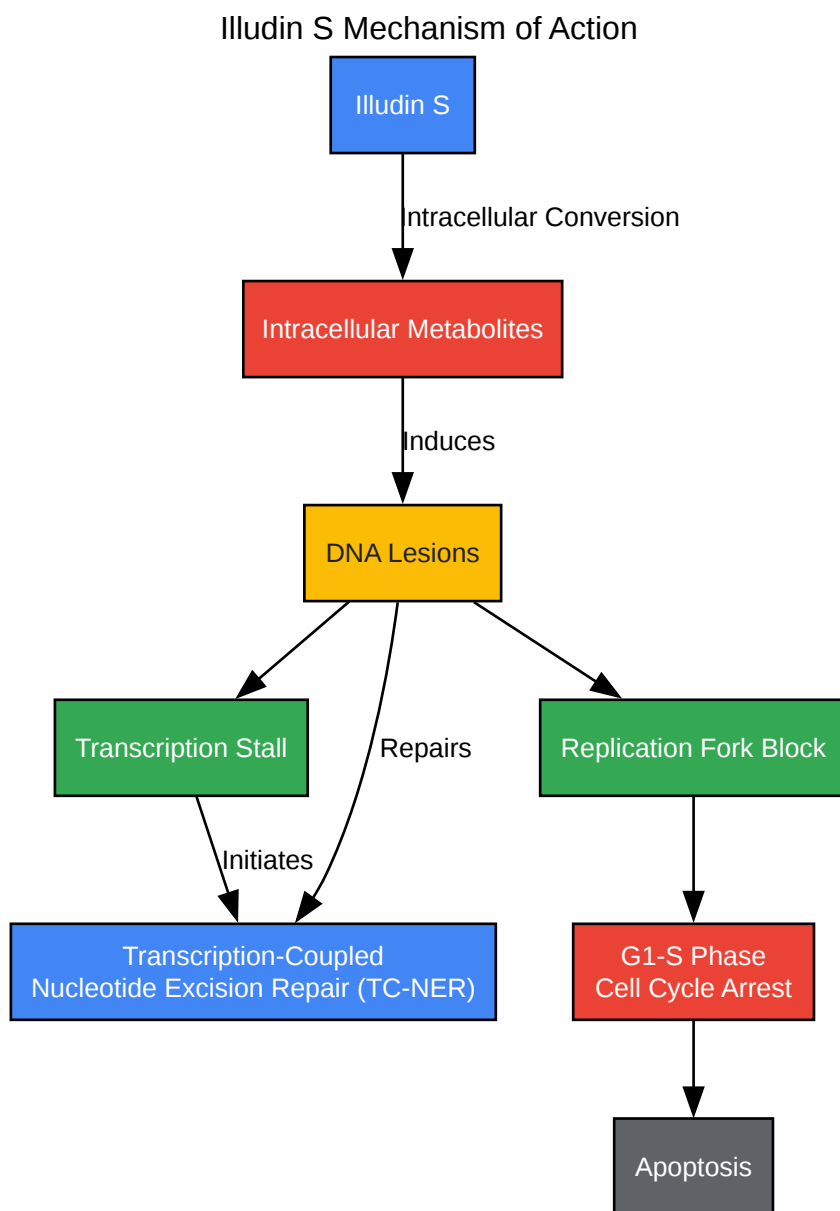 Illudin S Mechanism of Action
Illudin S
Intracellular Conversion
Intracellular Metabolites
Induces
DNA Lesions
Transcription Stall
Repairs
Replication Fork Block
Initiates
Transcription-Coupled
Nucleotide Excision Repair (TC-NER)
G1-S Phase
Cell Cycle Arrest
Apoptosis